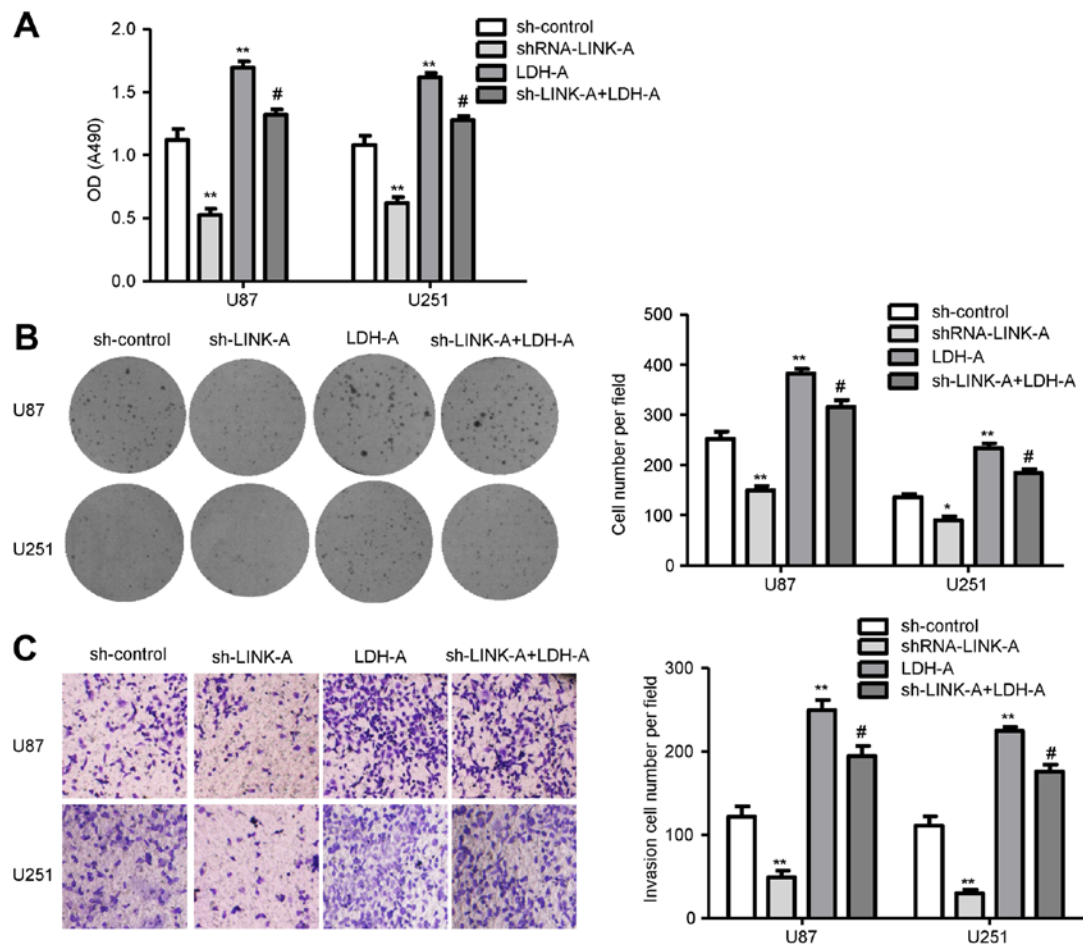 A
OD (A490)
2.0
1.5
1.0
0.5
0.0
** ** # ** ** #
U87 U251
sh-control
shRNA-LINK-A
LDH-A
sh-LINK-A+LDH-A
B
sh-control sh-LINK-A LDH-A sh-LINK-A+LDH-A
U87
U251
Cell number per field
500
400
300
200
100
0
** ** # * ** #
U87 U251
sh-control
shRNA-LINK-A
LDH-A
sh-LINK-A+LDH-A
C
sh-control sh-LINK-A LDH-A sh-LINK-A+LDH-A
U87
U251
Invasion cell number per field
300
200
100
0
** ** # ** ** #
U87 U251
sh-control
shRNA-LINK-A
LDH-A
sh-LINK-A+LDH-A